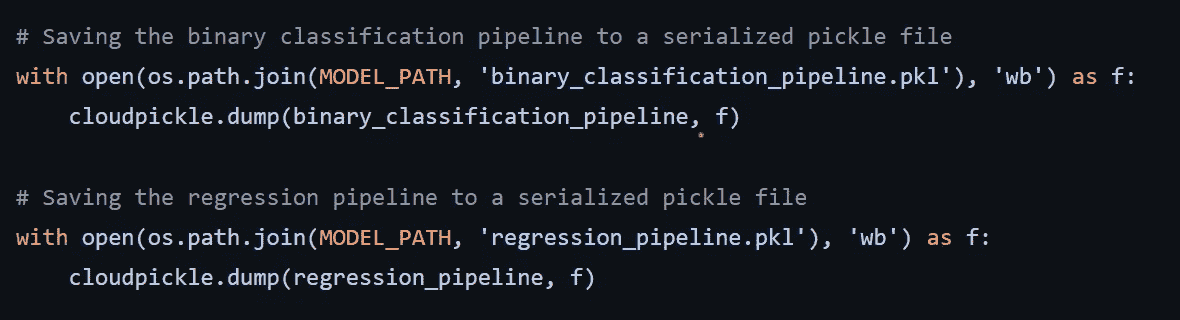 # Saving the binary classification pipeline to a serialized pickle file
with open(os.path.join(MODEL_PATH, 'binary_classification_pipeline.pkl'), 'wb') as f:
    cloudpickle.dump(binary_classification_pipeline, f)
# Saving the regression pipeline to a serialized pickle file
with open(os.path.join(MODEL_PATH, 'regression_pipeline.pkl'), 'wb') as f:
    cloudpickle.dump(regression_pipeline, f)